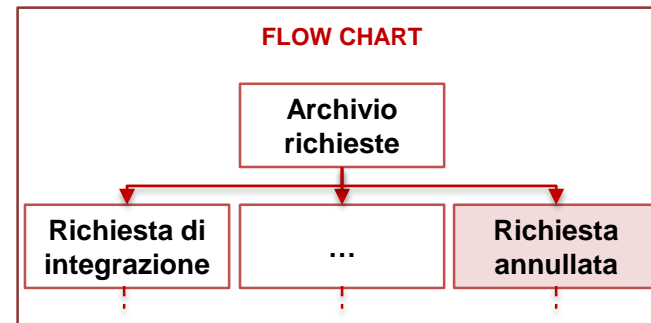 FLOW CHART
Archivio
richieste
Richiesta di
integrazione
...
Richiesta
annullata